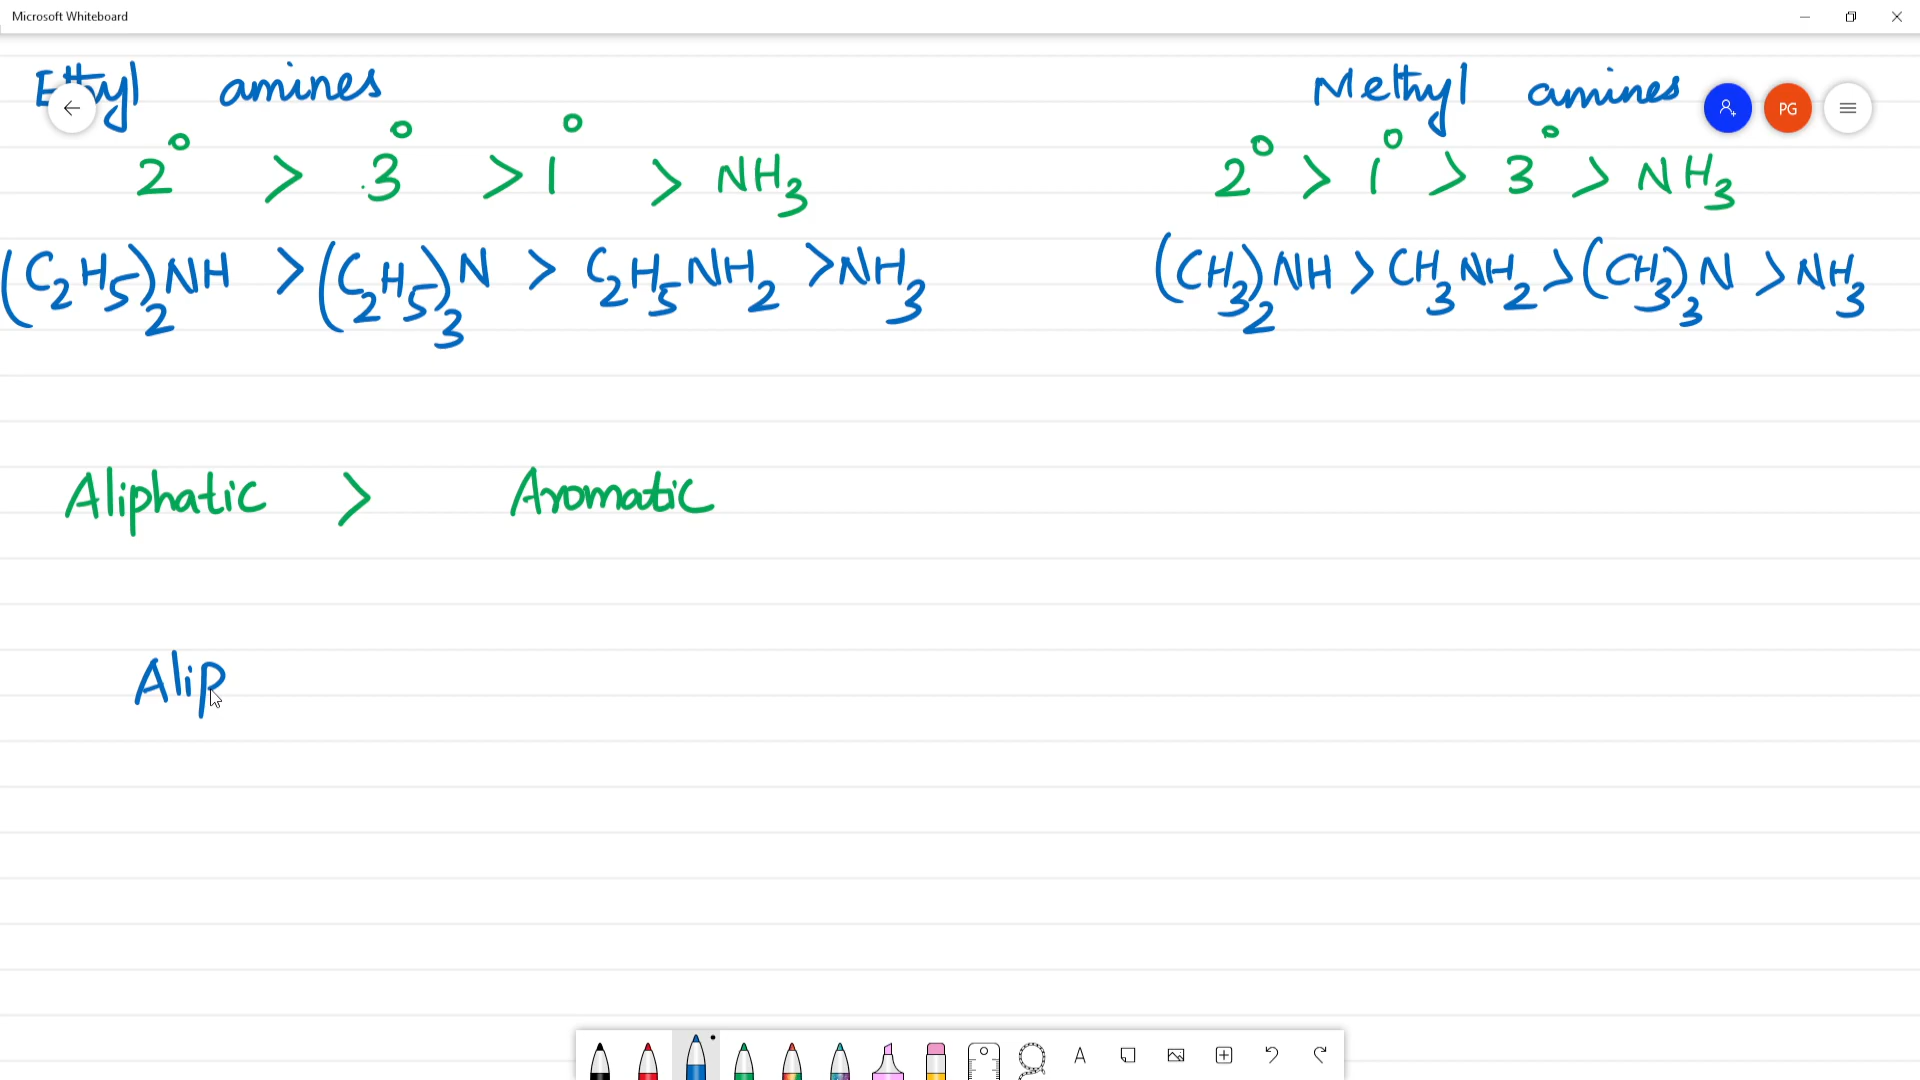 Microsoft Whiteboard
Ethyl amines
2° > 3° > 1° > NH3
(C2H5)2NH > (C2H5)3N > C2H5NH2 > NH3
Methyl amines
PG
2° > 1° > 3° > NH3
(CH3)2NH > CH3NH2 > (CH3)3N > NH3
Aliphatic > Aromatic
Alip
A